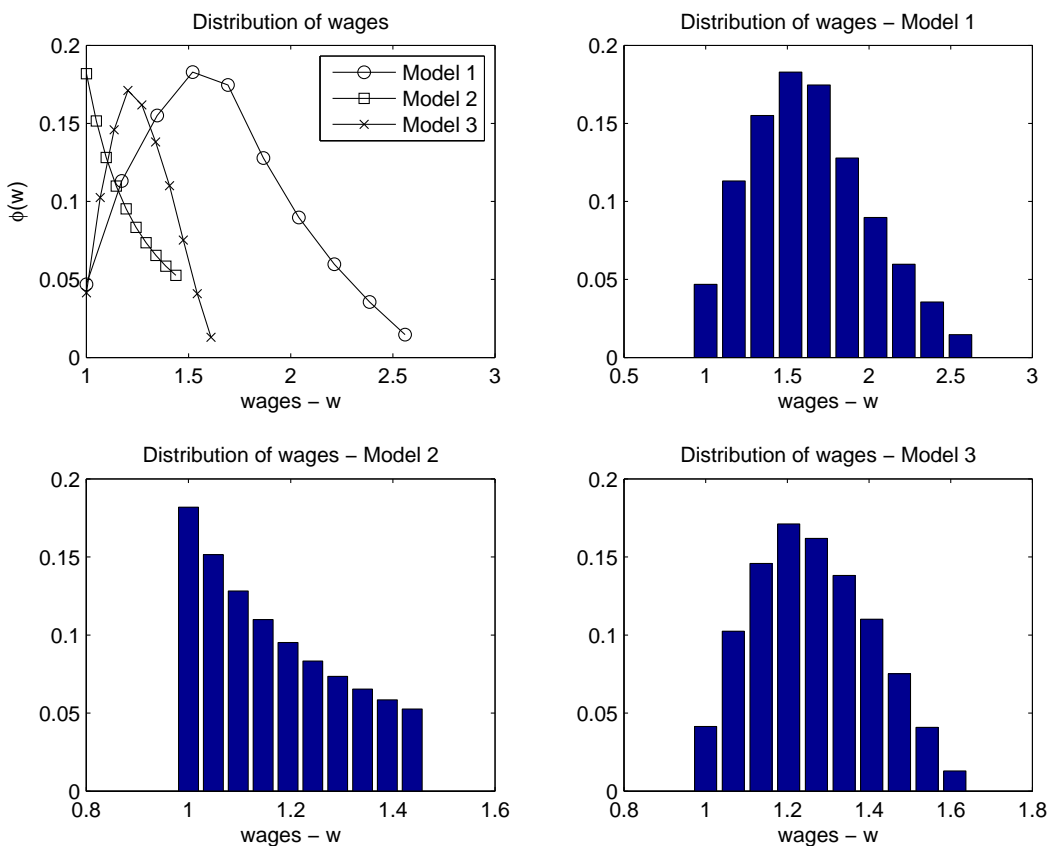 Distribution of wages
0.2
0.15
0.1
0.05
0
φ(w)
Model 1
Model 2
Model 3
1 1.5 2 2.5 3
wages − w
Distribution of wages − Model 1
0.2
0.15
0.1
0.05
0
0.5 1 1.5 2 2.5 3
wages − w
Distribution of wages − Model 2
0.2
0.15
0.1
0.05
0
0.8 1 1.2 1.4 1.6
wages − w
Distribution of wages − Model 3
0.2
0.15
0.1
0.05
0
0.8 1 1.2 1.4 1.6 1.8
wages − w